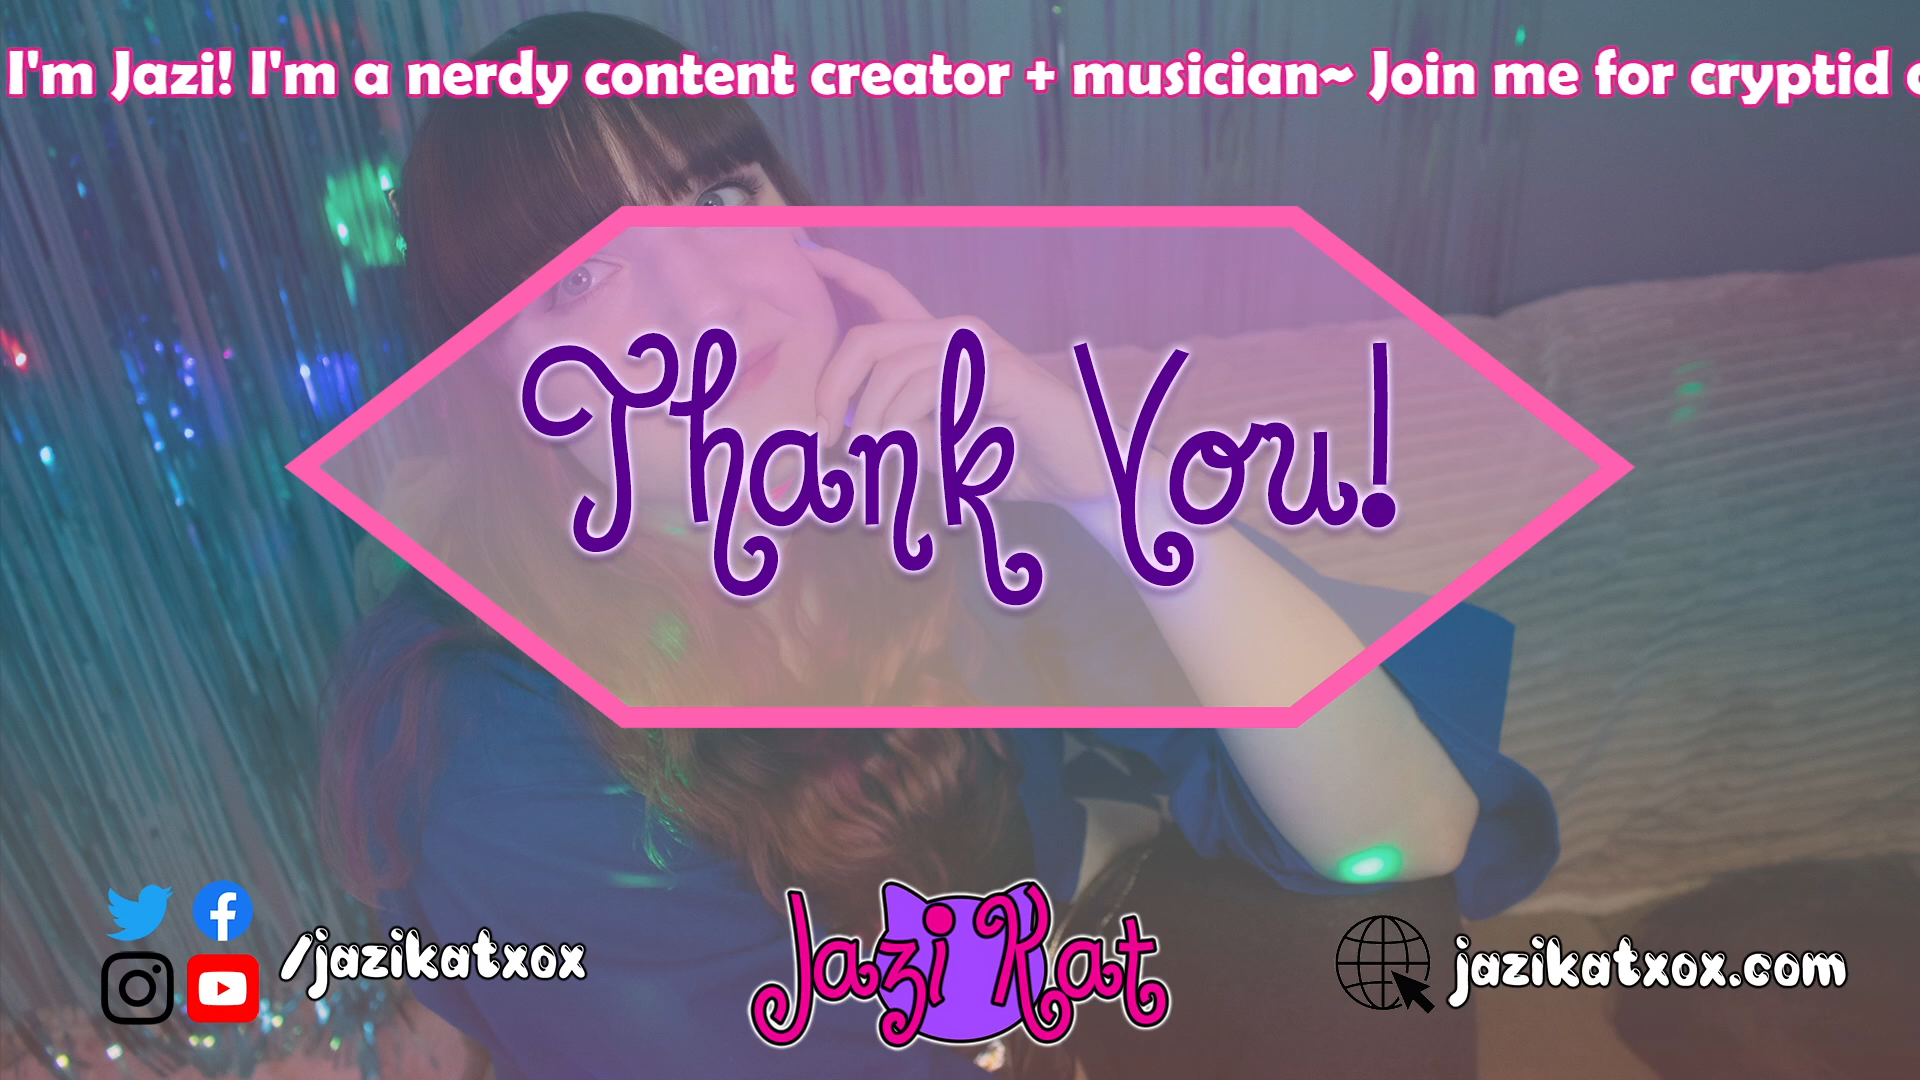 I'm Jazi! I'm a nerdy content creator + musician~ Join me for cryptid
Thank You!
/jazikatxox
Jazi Kat
jazikatxox.com